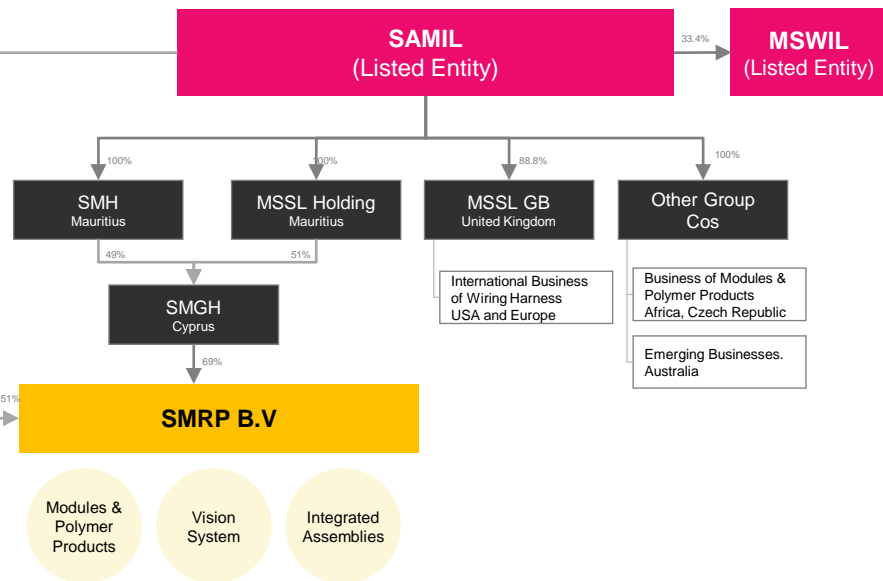 SAMIL
(Listed Entity)
33.4%
MSWIL
(Listed Entity)
100%
100%
88.8%
100%
SMH
Mauritius
MSSL Holding
Mauritius
MSSL GB
United Kingdom
Other Group
Cos
49%
51%
International Business
of Wiring Harness
USA and Europe
Business of Modules &
Polymer Products
Africa, Czech Republic
SMGH
Cyprus
Emerging Businesses.
Australia
69%
51%
SMRP B.V
Modules &
Polymer
Products
Vision
System
Integrated
Assemblies